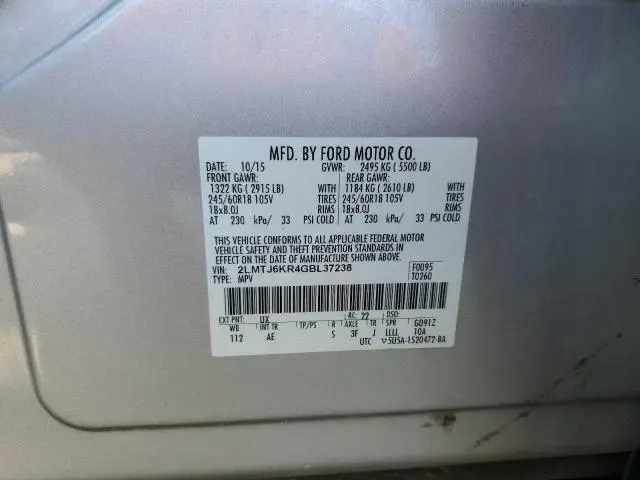 MFD. BY FORD MOTOR CO.
DATE: 10/15 GVWR: 2495 KG ( 5500 LB)
FRONT GAWR: REAR GAWR:
1322 KG ( 2915 LB) WITH 1184 KG ( 2610 LB) WITH
245/60R18 105V TIRES 245/60R18 105V TIRES
18x8.0J RIMS 18x8.0J RIMS
AT 230 kPa/ 33 PSI COLD AT 230 kPa/ 33 PSI COLD
THIS VEHICLE CONFORMS TO ALL APPLICABLE FEDERAL MOTOR
VEHICLE SAFETY AND THEFT PREVENTION STANDARDS IN
EFFECT ON THE DATE OF MANUFACTURE SHOWN ABOVE.
VIN: 2LMTJ6KR4GBL37238 F0095
TYPE: MPV T0260
EXT PNT: UX RC: 22 DSO:
WB INT TR TP/PS R AXLE TR SPR GD91Z
112 AE S 3F J LLLL 10A
UTC ▽5U5A-1520472-BA